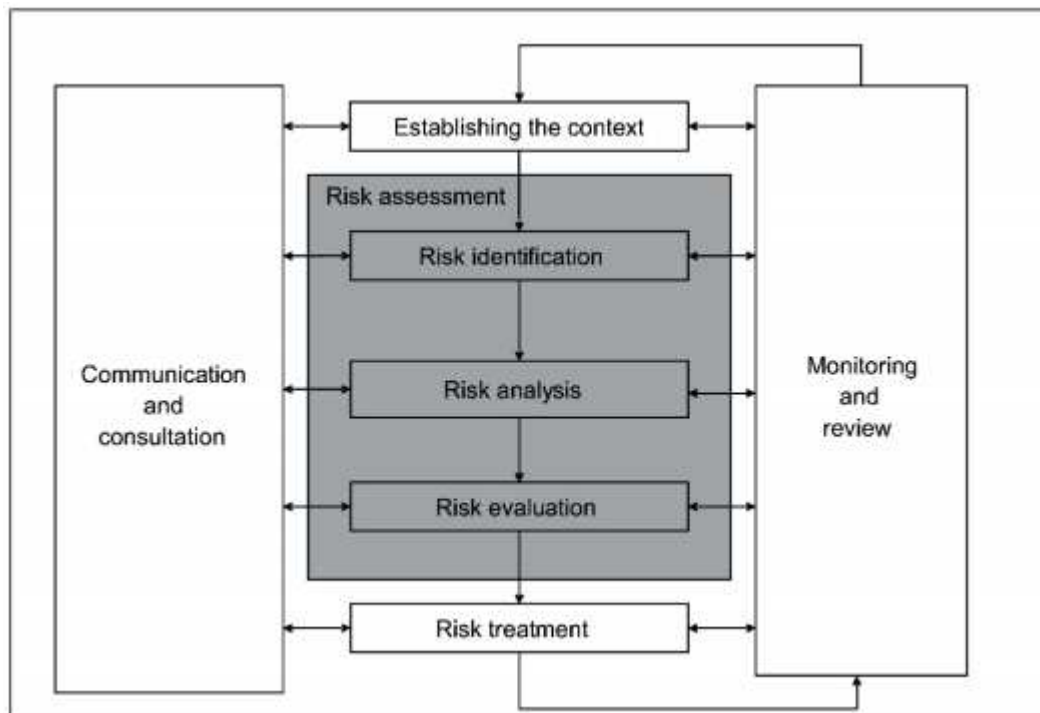 Establishing the context
Risk assessment
Risk identification
Risk analysis
Risk evaluation
Risk treatment
Communication
and
consultation
Monitoring
and
review